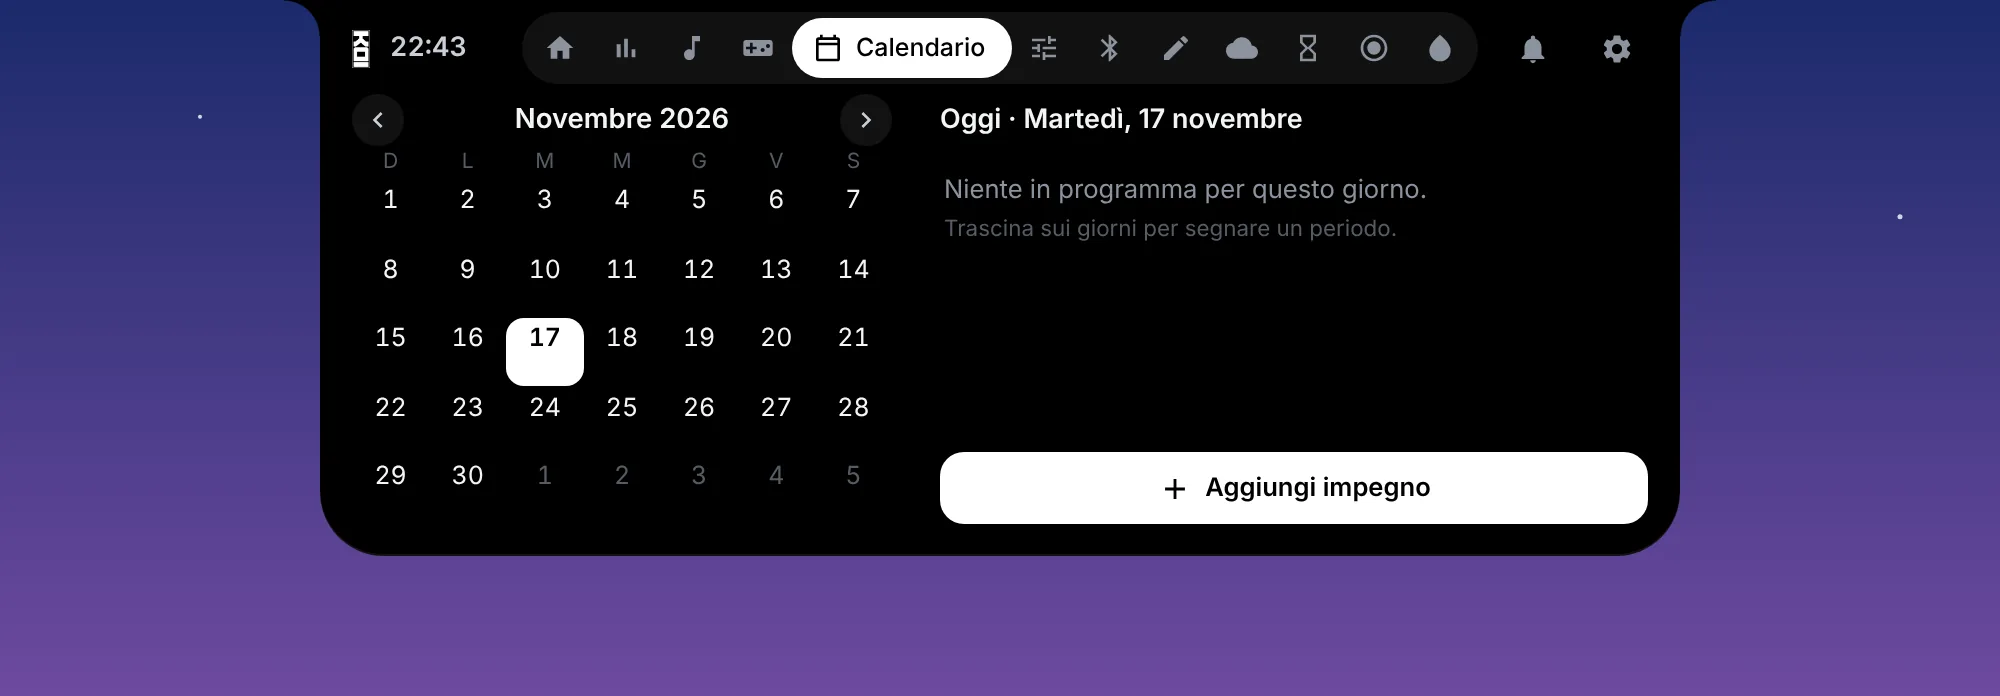 22:43
Calendario
Novembre 2026
D L M M G V S
1 2 3 4 5 6 7
8 9 10 11 12 13 14
15 16 17 18 19 20 21
22 23 24 25 26 27 28
29 30 1 2 3 4 5
Oggi · Martedì, 17 novembre
Niente in programma per questo giorno.
Trascina sui giorni per segnare un periodo.
+ Aggiungi impegno